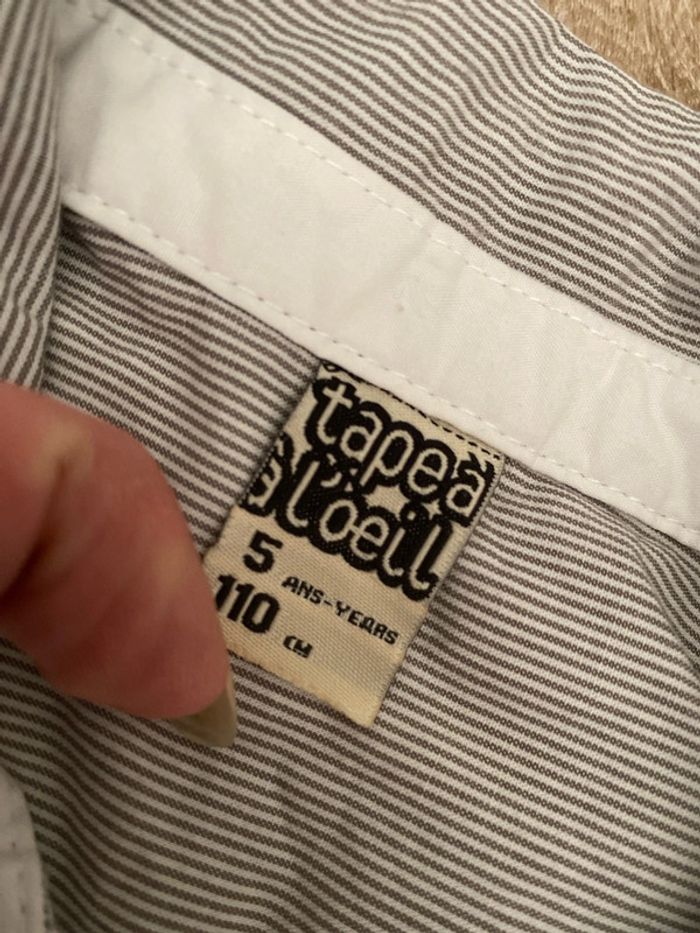 tapeà
à l'oeil
5 ANS-YEARS
110 CM